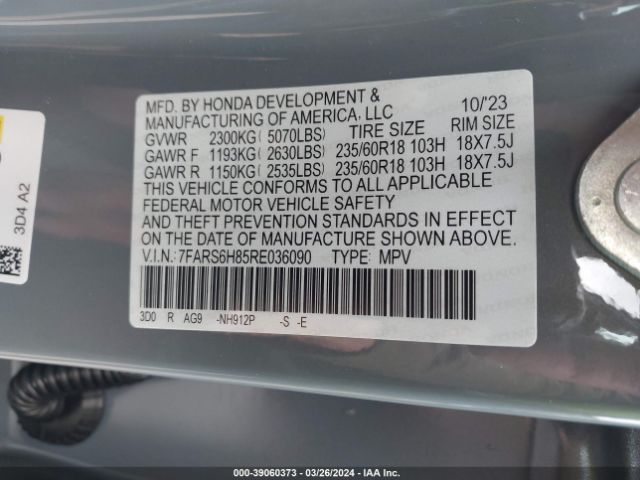 MFD. BY HONDA DEVELOPMENT &
MANUFACTURING OF AMERICA, LLC 10/'23
GVWR 2300KG( 5070LBS) TIRE SIZE RIM SIZE
GAWR F 1193KG( 2630LBS) 235/60R18 103H 18X7.5J
GAWR R 1150KG( 2535LBS) 235/60R18 103H 18X7.5J
THIS VEHICLE CONFORMS TO ALL APPLICABLE
FEDERAL MOTOR VEHICLE SAFETY
AND THEFT PREVENTION STANDARDS IN EFFECT
ON THE DATE OF MANUFACTURE SHOWN ABOVE.
V.I.N.:7FARS6H85RE036090 TYPE: MPV
3D0 R AG9 -NH912P -S -E
3D4 A2
000-39060373 - 03/26/2024 - IAA Inc.